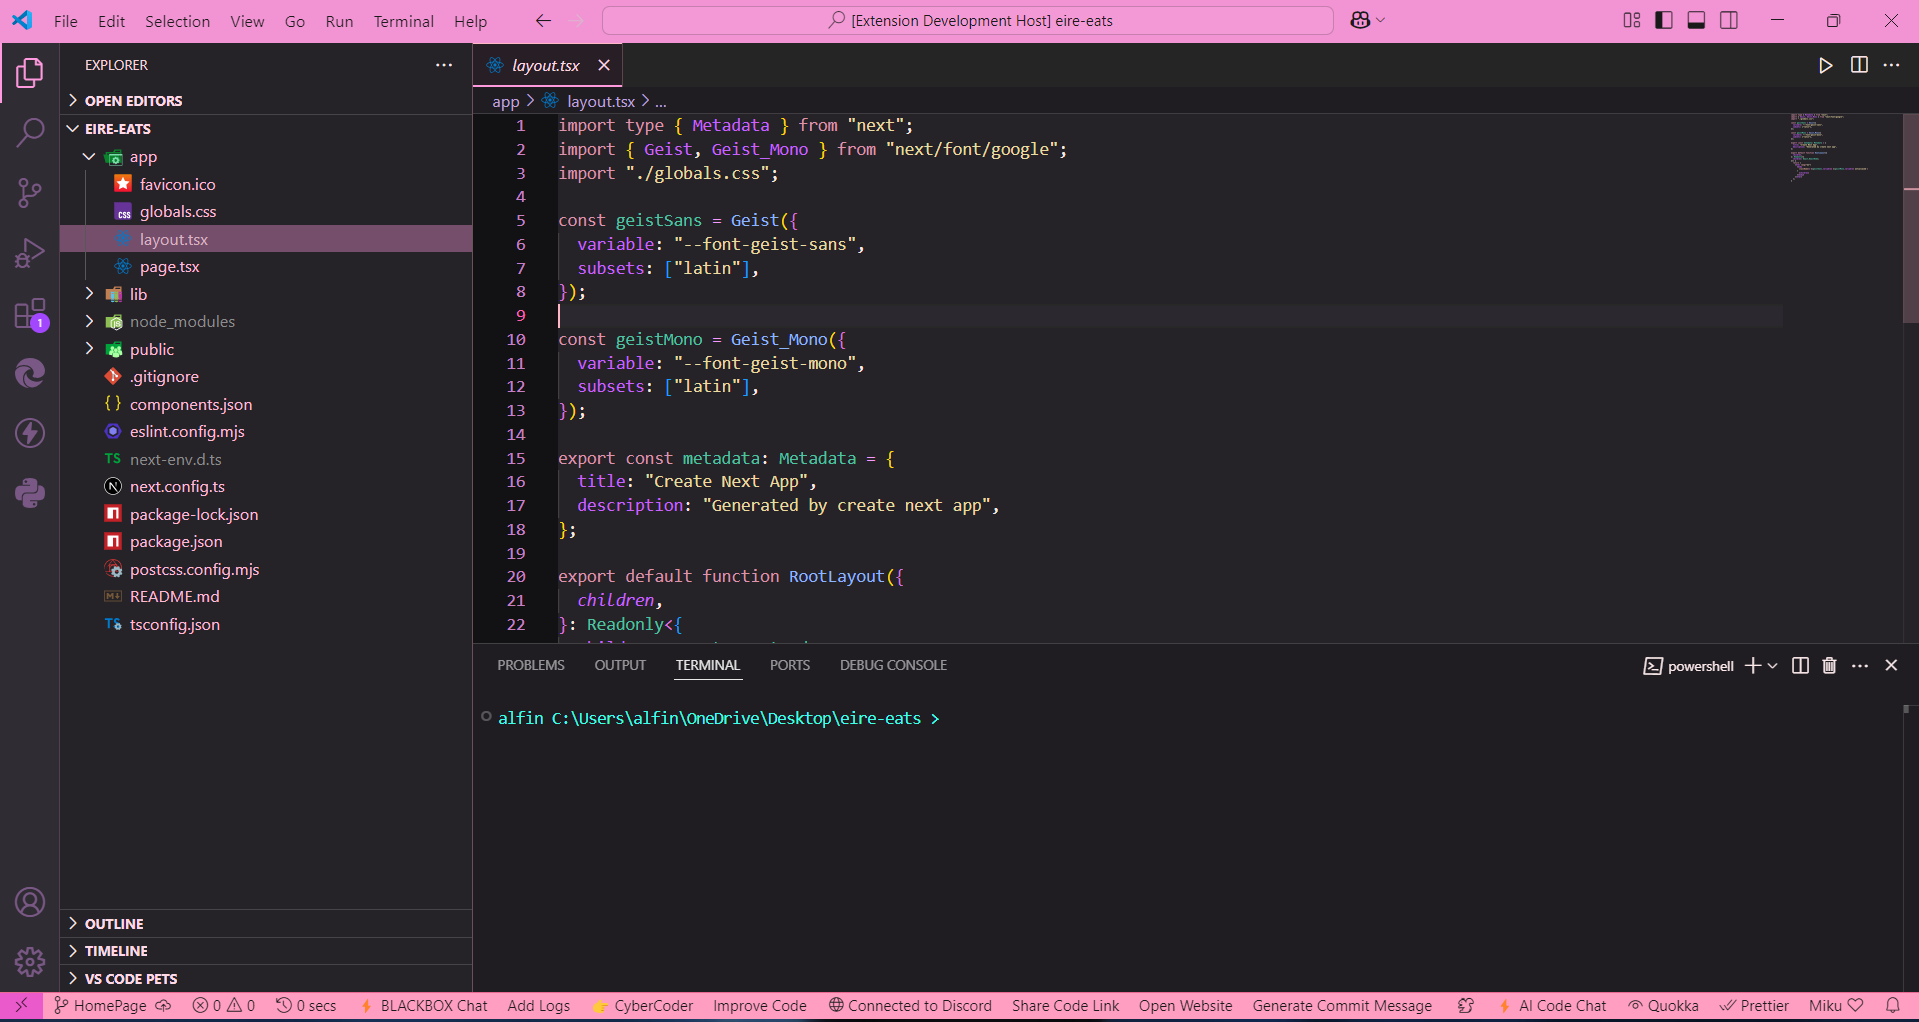 File Edit Selection View Go Run Terminal Help
[Extension Development Host] eire-eats
EXPLORER
OPEN EDITORS
EIRE-EATS
app
favicon.ico
globals.css
layout.tsx
page.tsx
lib
node_modules
public
.gitignore
components.json
eslint.config.mjs
TS next-env.d.ts
next.config.ts
package-lock.json
package.json
postcss.config.mjs
README.md
tsconfig.json
OUTLINE
TIMELINE
VS CODE PETS
1
layout.tsx
app > layout.tsx > ...
1 import type { Metadata } from "next";
2 import { Geist, Geist_Mono } from "next/font/google";
3 import "./globals.css";
4
5 const geistSans = Geist({
6   variable: "--font-geist-sans",
7   subsets: ["latin"],
8 });
9
10 const geistMono = Geist_Mono({
11   variable: "--font-geist-mono",
12   subsets: ["latin"],
13 });
14
15 export const metadata: Metadata = {
16   title: "Create Next App",
17   description: "Generated by create next app",
18 };
19
20 export default function RootLayout({
21   children,
22 }: Readonly<{
PROBLEMS OUTPUT TERMINAL PORTS DEBUG CONSOLE
powershell
alfin C:\Users\alfin\OneDrive\Desktop\eire-eats >
HomePage 0 0 0 secs BLACKBOX Chat Add Logs CyberCoder Improve Code Connected to Discord Share Code Link Open Website Generate Commit Message AI Code Chat Quokka Prettier Miku